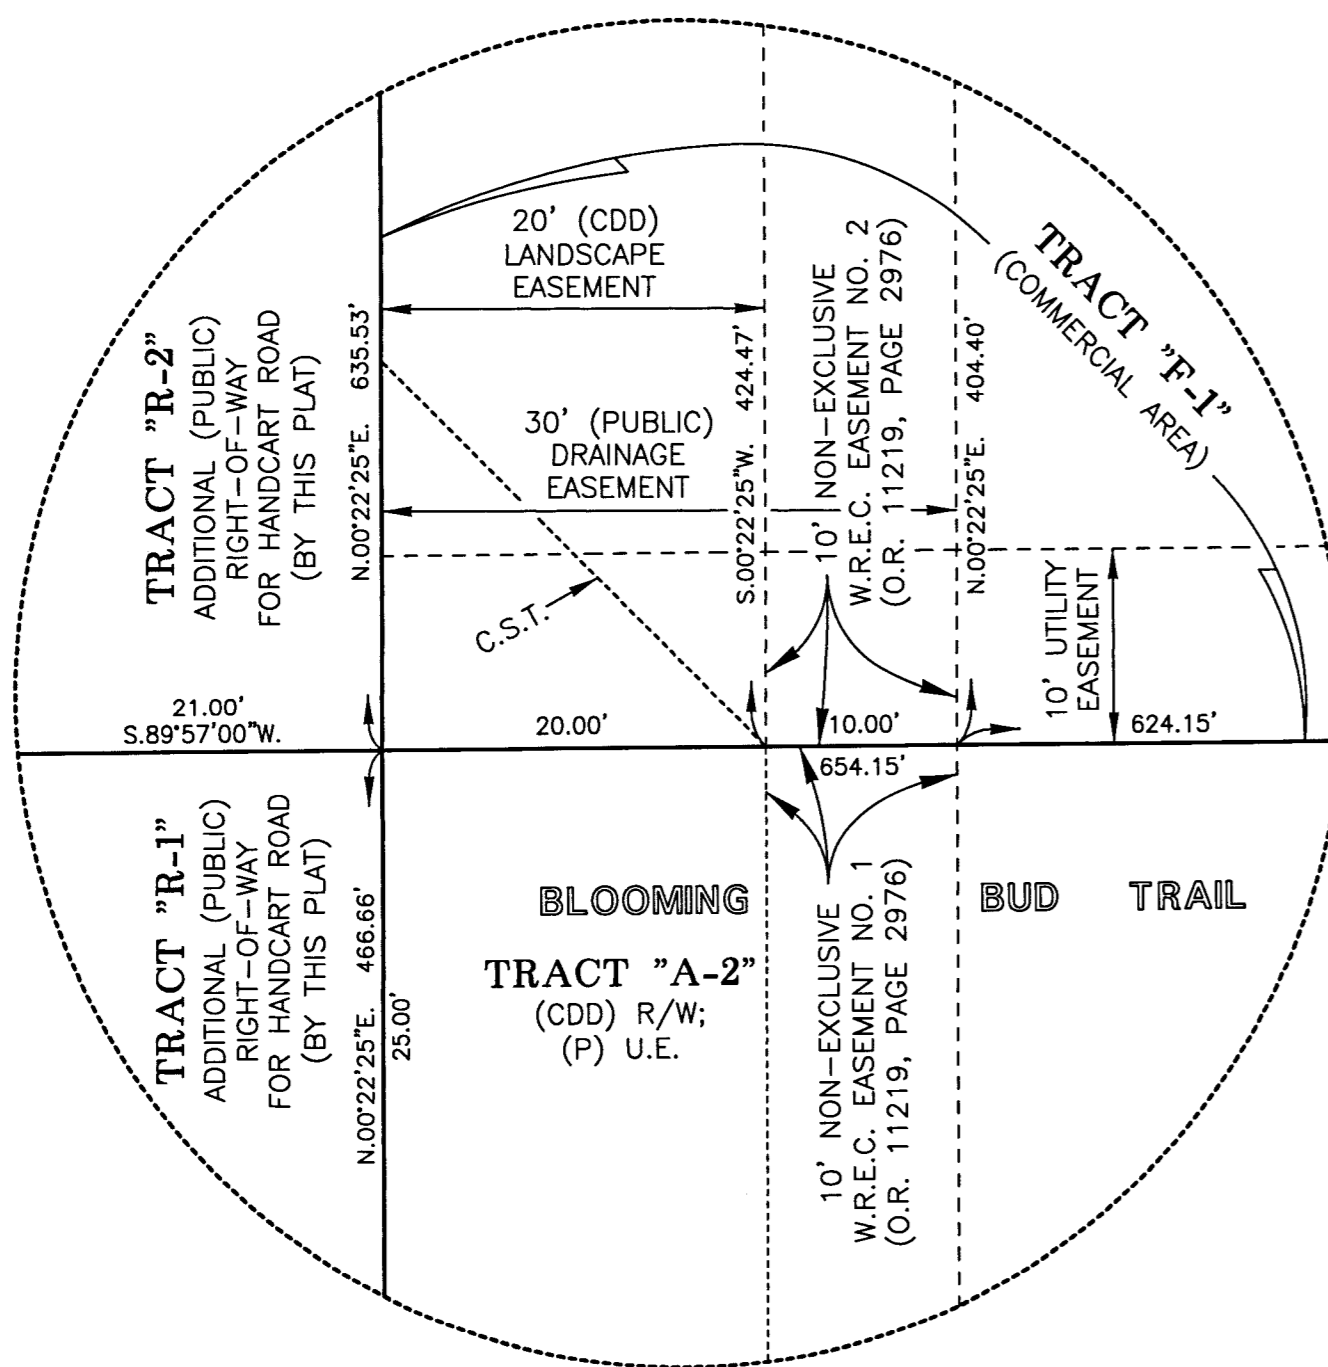 TRACT "R-2"
ADDITIONAL (PUBLIC)
RIGHT-OF-WAY
FOR HANDCART ROAD
(BY THIS PLAT)
N.00°22'25"E. 635.53'
20' (CDD)
LANDSCAPE
EASEMENT
30' (PUBLIC)
DRAINAGE
EASEMENT
C.S.T.
S.00°22'25"W. 424.47'
10' NON-EXCLUSIVE
W.R.E.C. EASEMENT NO. 2
(O.R. 11219, PAGE 2976)
N.00°22'25"E. 404.40'
TRACT "F-1"
(COMMERCIAL AREA)
10' UTILITY
EASEMENT
21.00'
S.89°57'00"W.
20.00'
10.00'
624.15'
654.15'
TRACT "R-1"
ADDITIONAL (PUBLIC)
RIGHT-OF-WAY
FOR HANDCART ROAD
(BY THIS PLAT)
N.00°22'25"E. 466.66'
25.00'
BLOOMING BUD TRAIL
TRACT "A-2"
(CDD) R/W;
(P) U.E.
10' NON-EXCLUSIVE
W.R.E.C. EASEMENT NO. 1
(O.R. 11219, PAGE 2976)